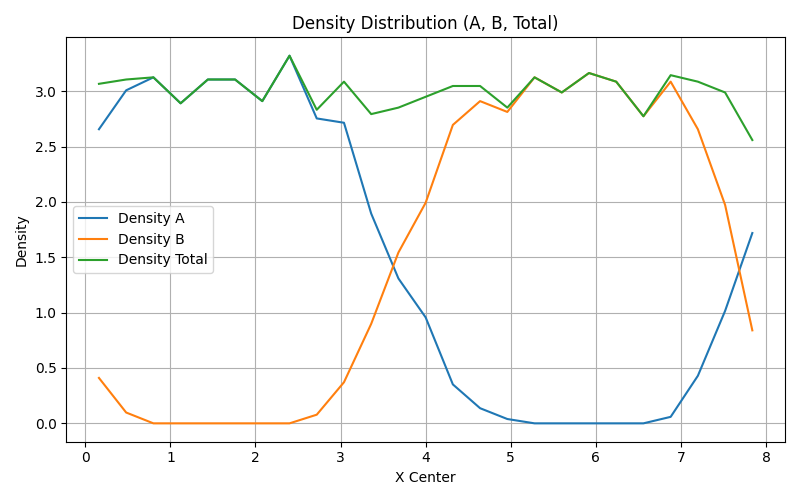 Density Distribution (A, B, Total)
Density
3.0
2.5
2.0
1.5
1.0
0.5
0.0
Density A
Density B
Density Total
0 1 2 3 4 5 6 7 8
X Center